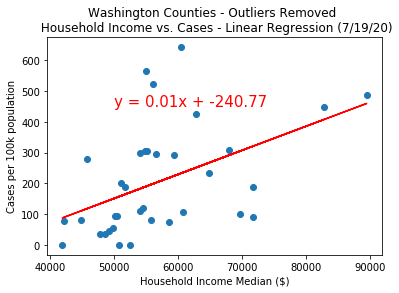 Washington Counties - Outliers Removed
Household Income vs. Cases - Linear Regression (7/19/20)
Cases per 100k population
600
500
400
300
200
100
0
y = 0.01x + -240.77
40000 50000 60000 70000 80000 90000
Household Income Median ($)